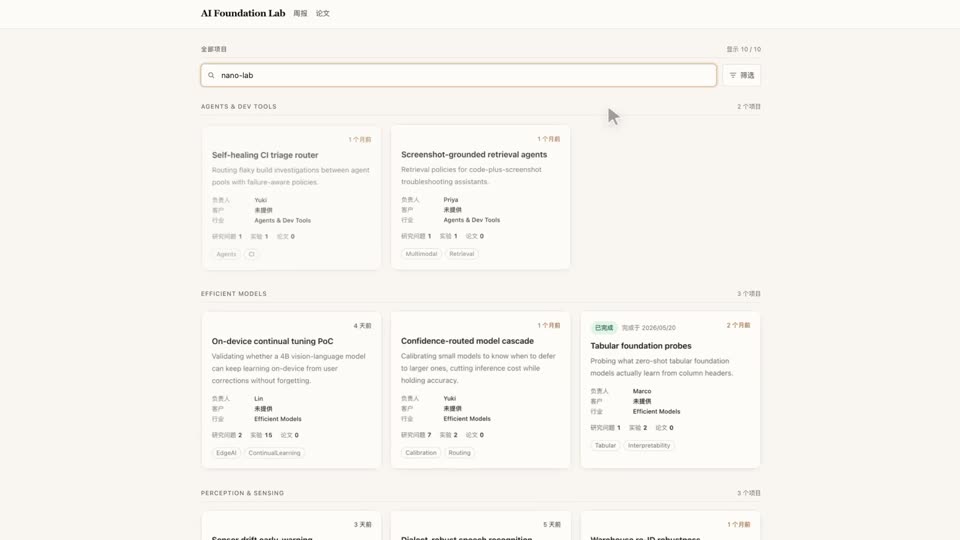 AI Foundation Lab 周报 论文
全部项目 显示 10 / 10
nano-lab 筛选
AGENTS & DEV TOOLS 2 个项目
1 个月前
Self-healing CI triage router
Routing flaky build investigations between agent
pools with failure-aware policies.
负责人 Yuki
客户 未提供
行业 Agents & Dev Tools
研究问题 1 实验 1 论文 0
Agents CI
1 个月前
Screenshot-grounded retrieval agents
Retrieval policies for code-plus-screenshot
troubleshooting assistants.
负责人 Priya
客户 未提供
行业 Agents & Dev Tools
研究问题 1 实验 1 论文 0
Multimodal Retrieval
EFFICIENT MODELS 3 个项目
4 天前
On-device continual tuning PoC
Validating whether a 4B vision-language model
can keep learning on-device from user
corrections without forgetting.
负责人 Lin
客户 未提供
行业 Efficient Models
研究问题 2 实验 15 论文 0
EdgeAI ContinualLearning
1 个月前
Confidence-routed model cascade
Calibrating small models to know when to defer
to larger ones, cutting inference cost while
holding accuracy.
负责人 Yuki
客户 未提供
行业 Efficient Models
研究问题 7 实验 2 论文 0
Calibration Routing
已完成 完成于 2026/05/20 2 个月前
Tabular foundation probes
Probing what zero-shot tabular foundation
models actually learn from column headers.
负责人 Marco
客户 未提供
行业 Efficient Models
研究问题 1 实验 2 论文 0
Tabular Interpretability
PERCEPTION & SENSING 3 个项目
3 天前
Sensor drift early-warning
5 天前
Dialect-robust speech recognition
1 个月前
Warehouse re-ID robustness